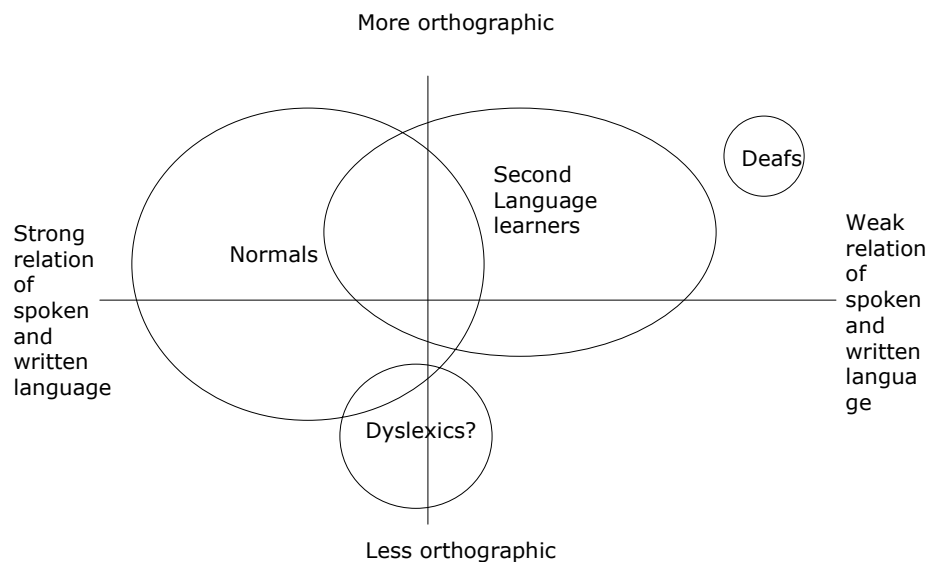 More orthographic
Deafs
Second
Language
learners
Normals
Strong
relation
of
spoken
and
written
language
Weak
relation
of
spoken
and
written
langua
ge
Dyslexics?
Less orthographic